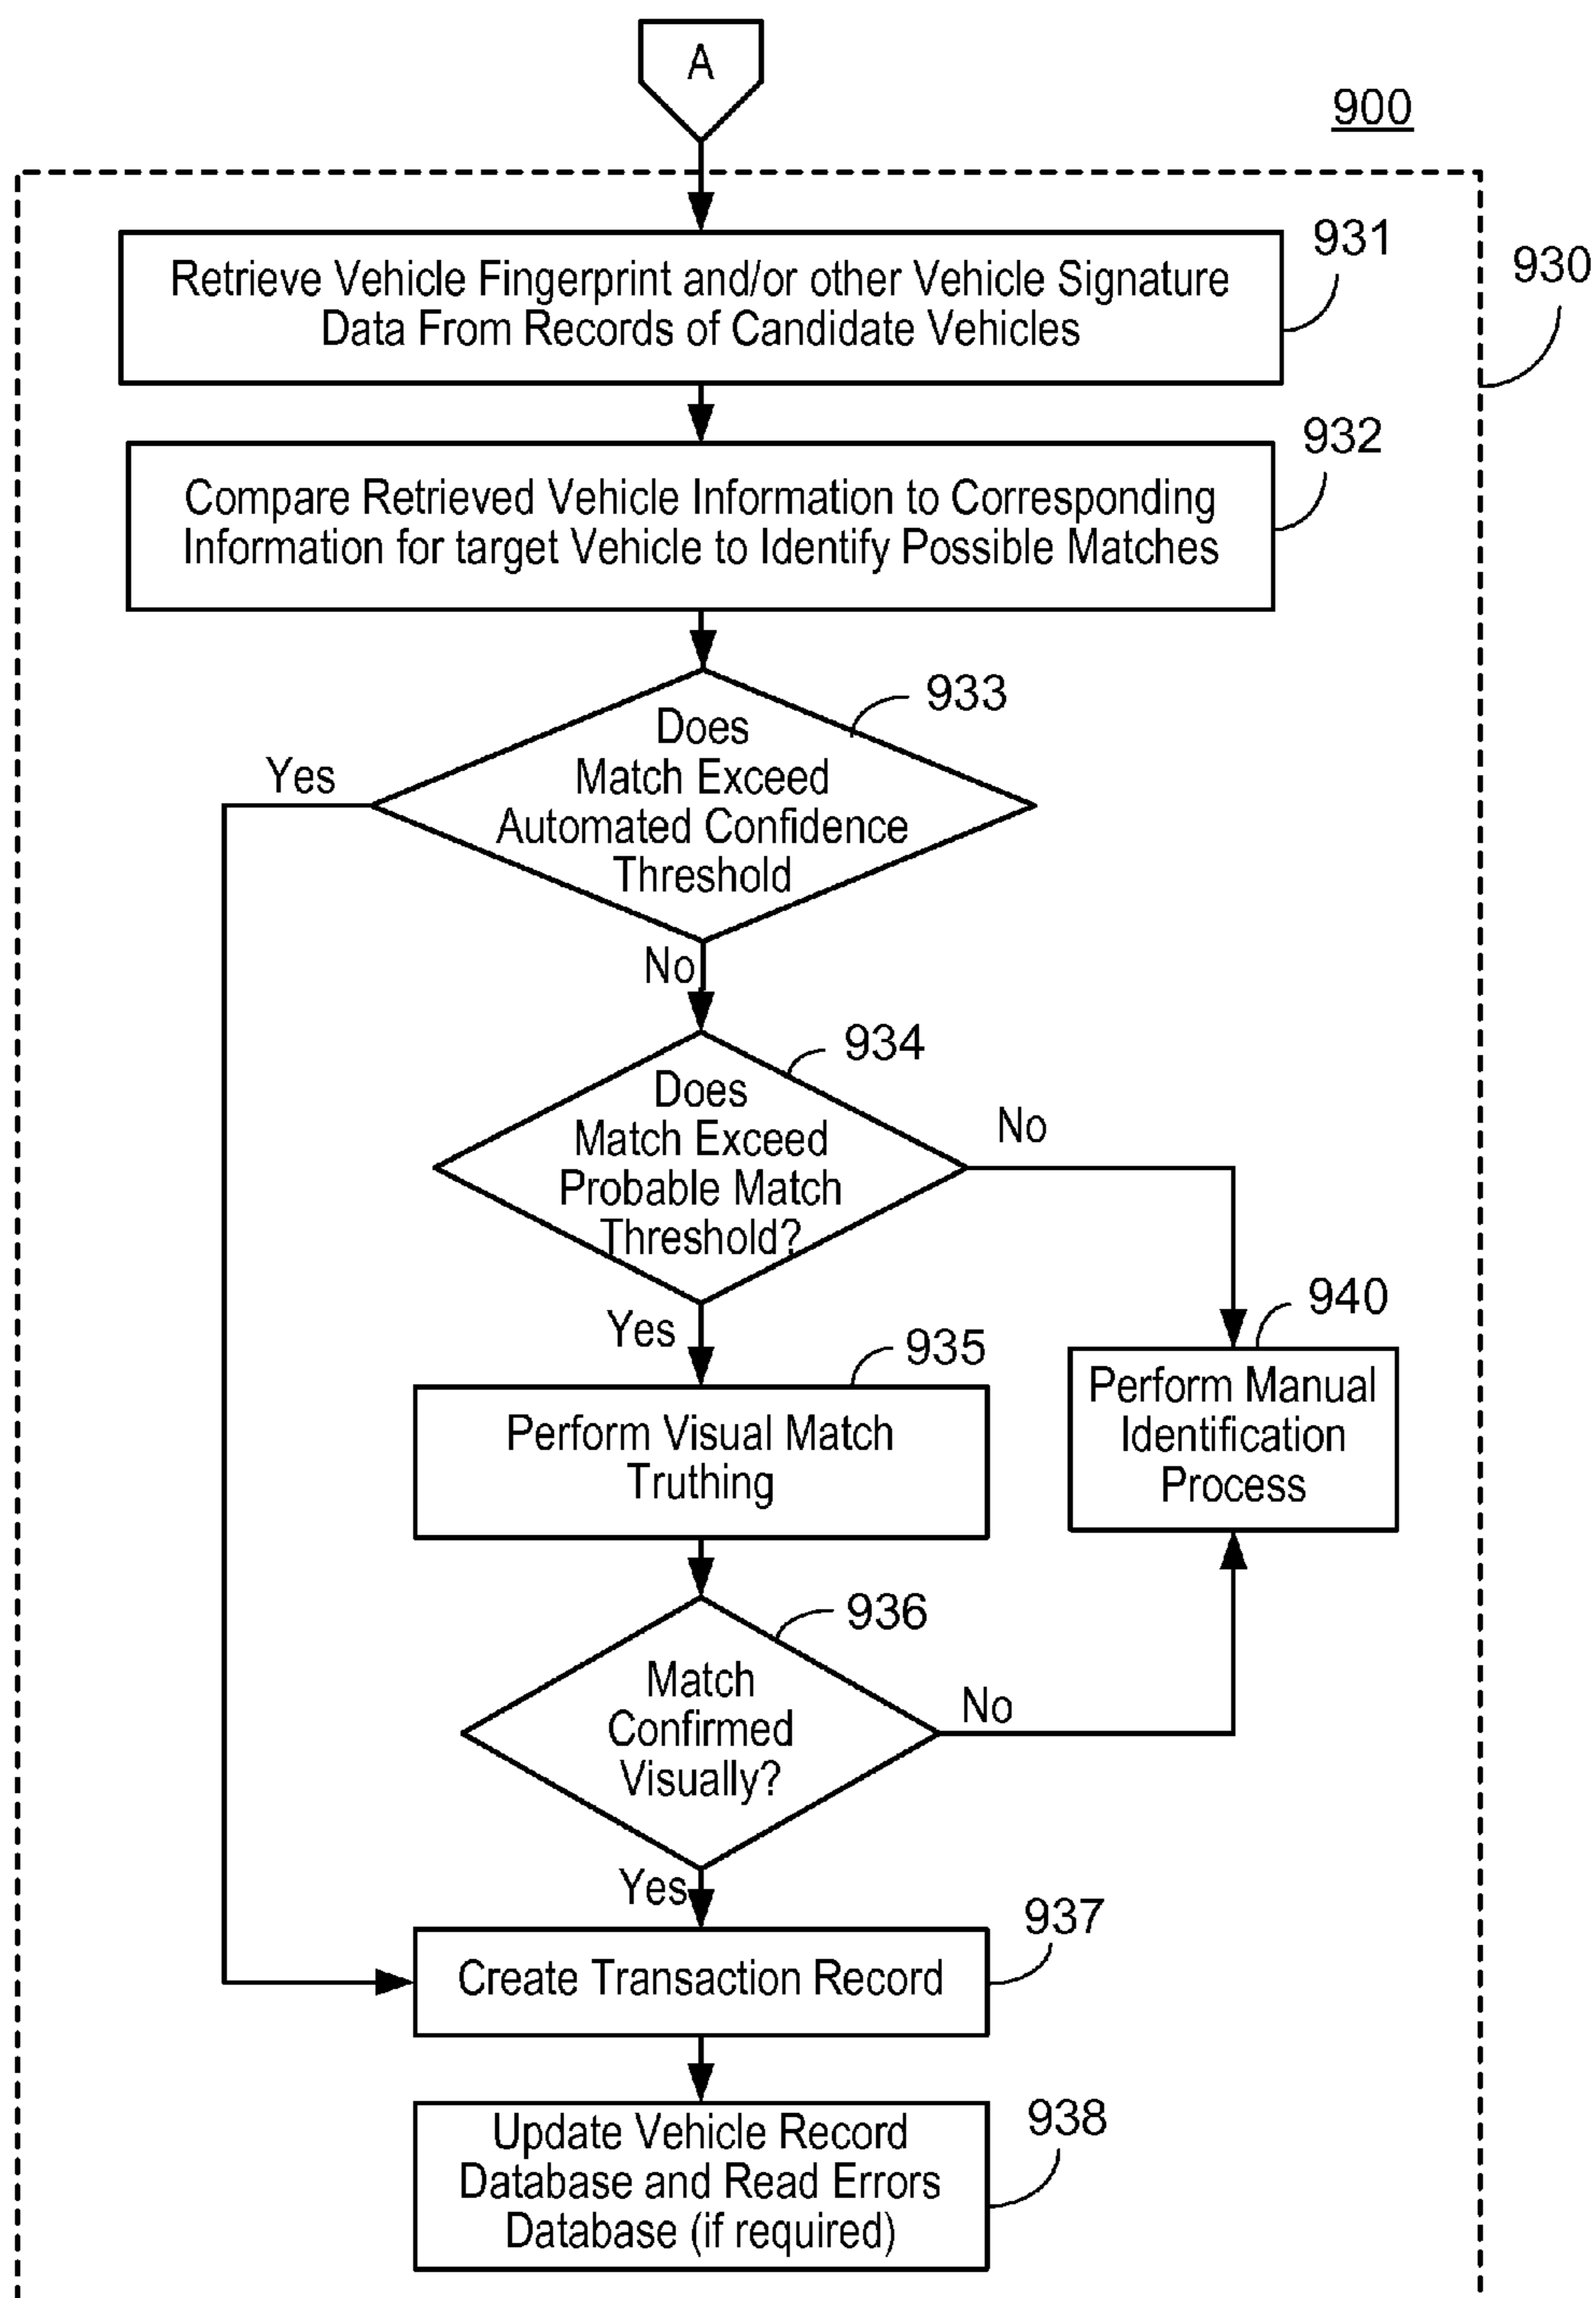 A
900
930
Retrieve Vehicle Fingerprint and/or other Vehicle Signature
Data From Records of Candidate Vehicles
931
Compare Retrieved Vehicle Information to Corresponding
Information for target Vehicle to Identify Possible Matches
932
Does
Match Exceed
Automated Confidence
Threshold
933
Yes
No
Does
Match Exceed
Probable Match
Threshold?
934
No
Yes
Perform Visual Match
Truthing
935
Perform Manual
Identification
Process
940
Match
Confirmed
Visually?
936
No
Yes
Create Transaction Record
937
Update Vehicle Record
Database and Read Errors
Database (if required)
938